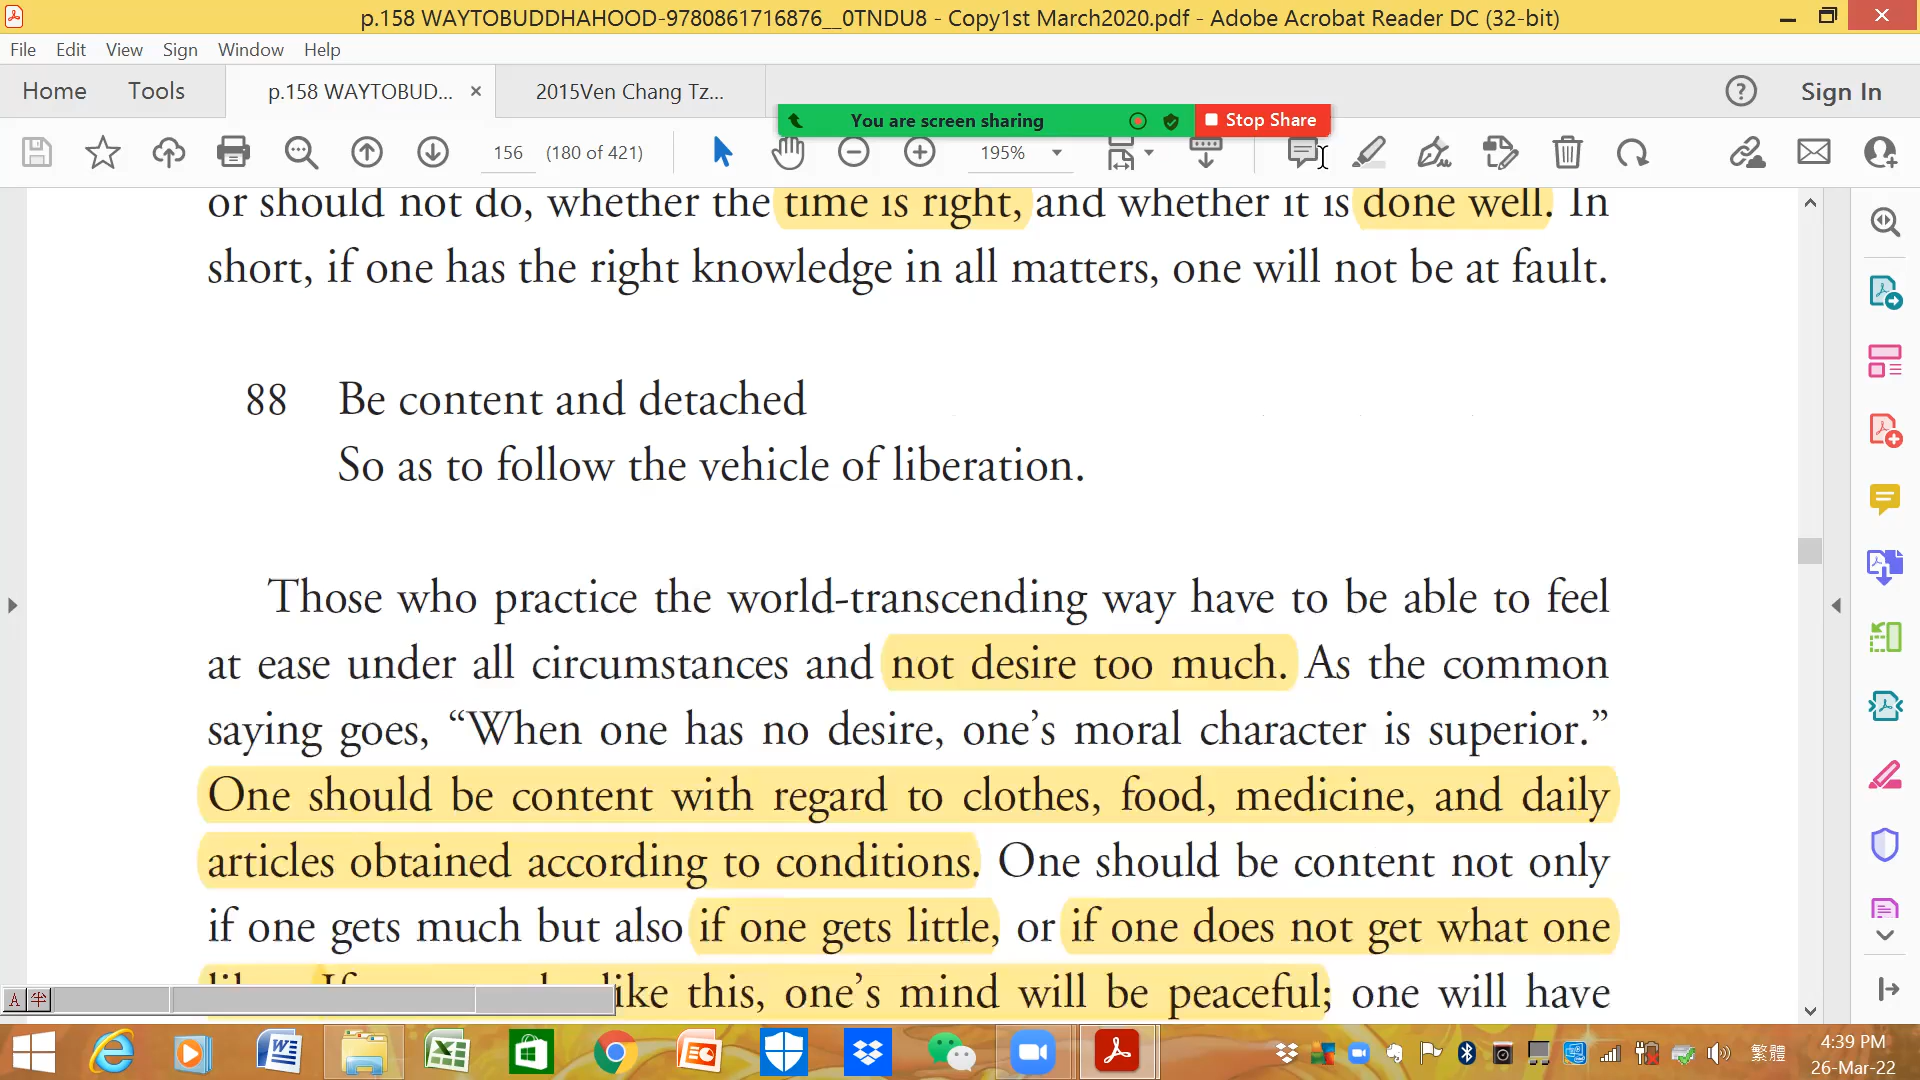 p.158 WAYTOBUDDHAHOOD-9780861716876__0TNDU8 - Copy1st March2020.pdf - Adobe Acrobat Reader DC (32-bit)
File Edit View Sign Window Help
Home Tools p.158 WAYTOBUD... × 2015Ven Chang Tz... Sign In
You are screen sharing Stop Share
156 (180 of 421) 195%
or should not do, whether the time is right, and whether it is done well. In
short, if one has the right knowledge in all matters, one will not be at fault.
88 Be content and detached
So as to follow the vehicle of liberation.
Those who practice the world-transcending way have to be able to feel
at ease under all circumstances and not desire too much. As the common
saying goes, “When one has no desire, one’s moral character is superior.”
One should be content with regard to clothes, food, medicine, and daily
articles obtained according to conditions. One should be content not only
if one gets much but also if one gets little, or if one does not get what one
like this, one’s mind will be peaceful; one will have
A 半
繁體
4:39 PM
26-Mar-22